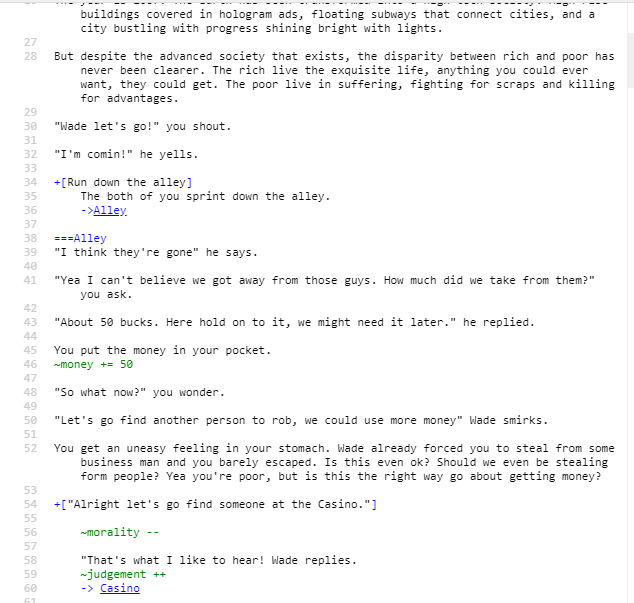 buildings covered in hologram ads, floating subways that connect cities, and a
city bustling with progress shining bright with lights.
27
28 But despite the advanced society that exists, the disparity between rich and poor has
never been clearer. The rich live the exquisite life, anything you could ever
want, they could get. The poor live in suffering, fighting for scraps and killing
for advantages.
29
30 "Wade let's go!" you shout.
31
32 "I'm comin!" he yells.
33
34 +[Run down the alley]
35 The both of you sprint down the alley.
36 ->Alley
37
38 ===Alley
39 "I think they're gone" he says.
40
41 "Yea I can't believe we got away from those guys. How much did we take from them?"
you ask.
42
43 "About 50 bucks. Here hold on to it, we might need it later." he replied.
44
45 You put the money in your pocket.
46 ~money += 50
47
48 "So what now?" you wonder.
49
50 "Let's go find another person to rob, we could use more money" Wade smirks.
51
52 You get an uneasy feeling in your stomach. Wade already forced you to steal from some
business man and you barely escaped. Is this even ok? Should we even be stealing
form people? Yea you're poor, but is this the right way go about getting money?
53
54 +["Alright let's go find someone at the Casino."]
55
56 ~morality --
57
58 "That's what I like to hear! Wade replies.
59 ~judgement ++
60 -> Casino
61